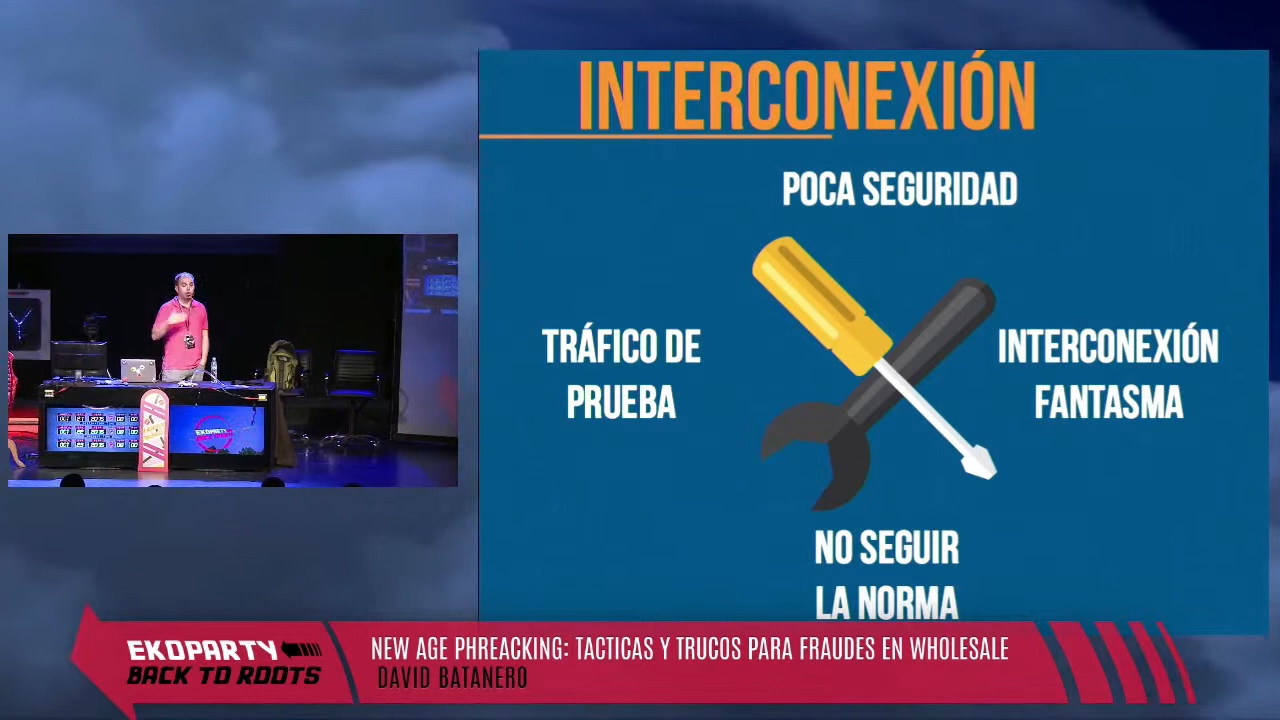 INTERCONEXIÓN
POCA SEGURIDAD
TRÁFICO DE
PRUEBA
INTERCONEXIÓN
FANTASMA
NO SEGUIR
LA NORMA
EKOPARTY
BACK TO ROOTS
NEW AGE PHREACKING: TACTICAS Y TRUCOS PARA FRAUDES EN WHOLESALE
DAVID BATANERO